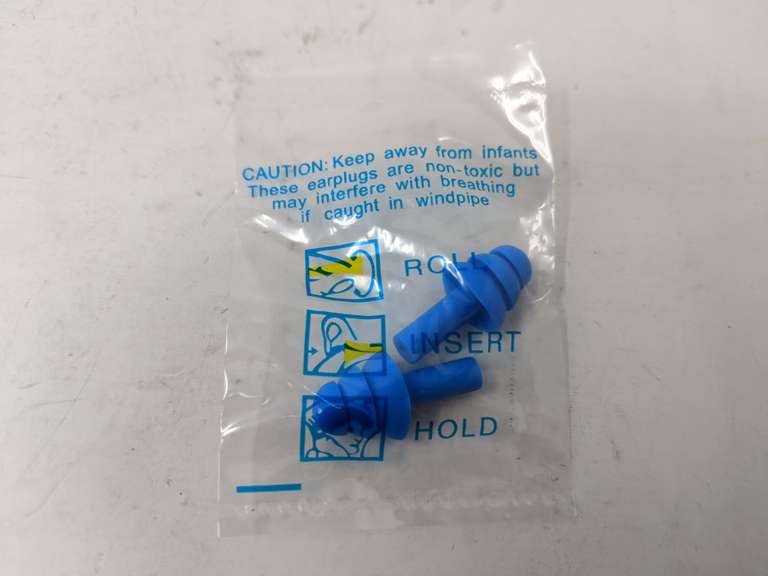 CAUTION: Keep away from infants
These earplugs are non-toxic but
may interfere with breathing
if caught in windpipe
ROLL
INSERT
HOLD